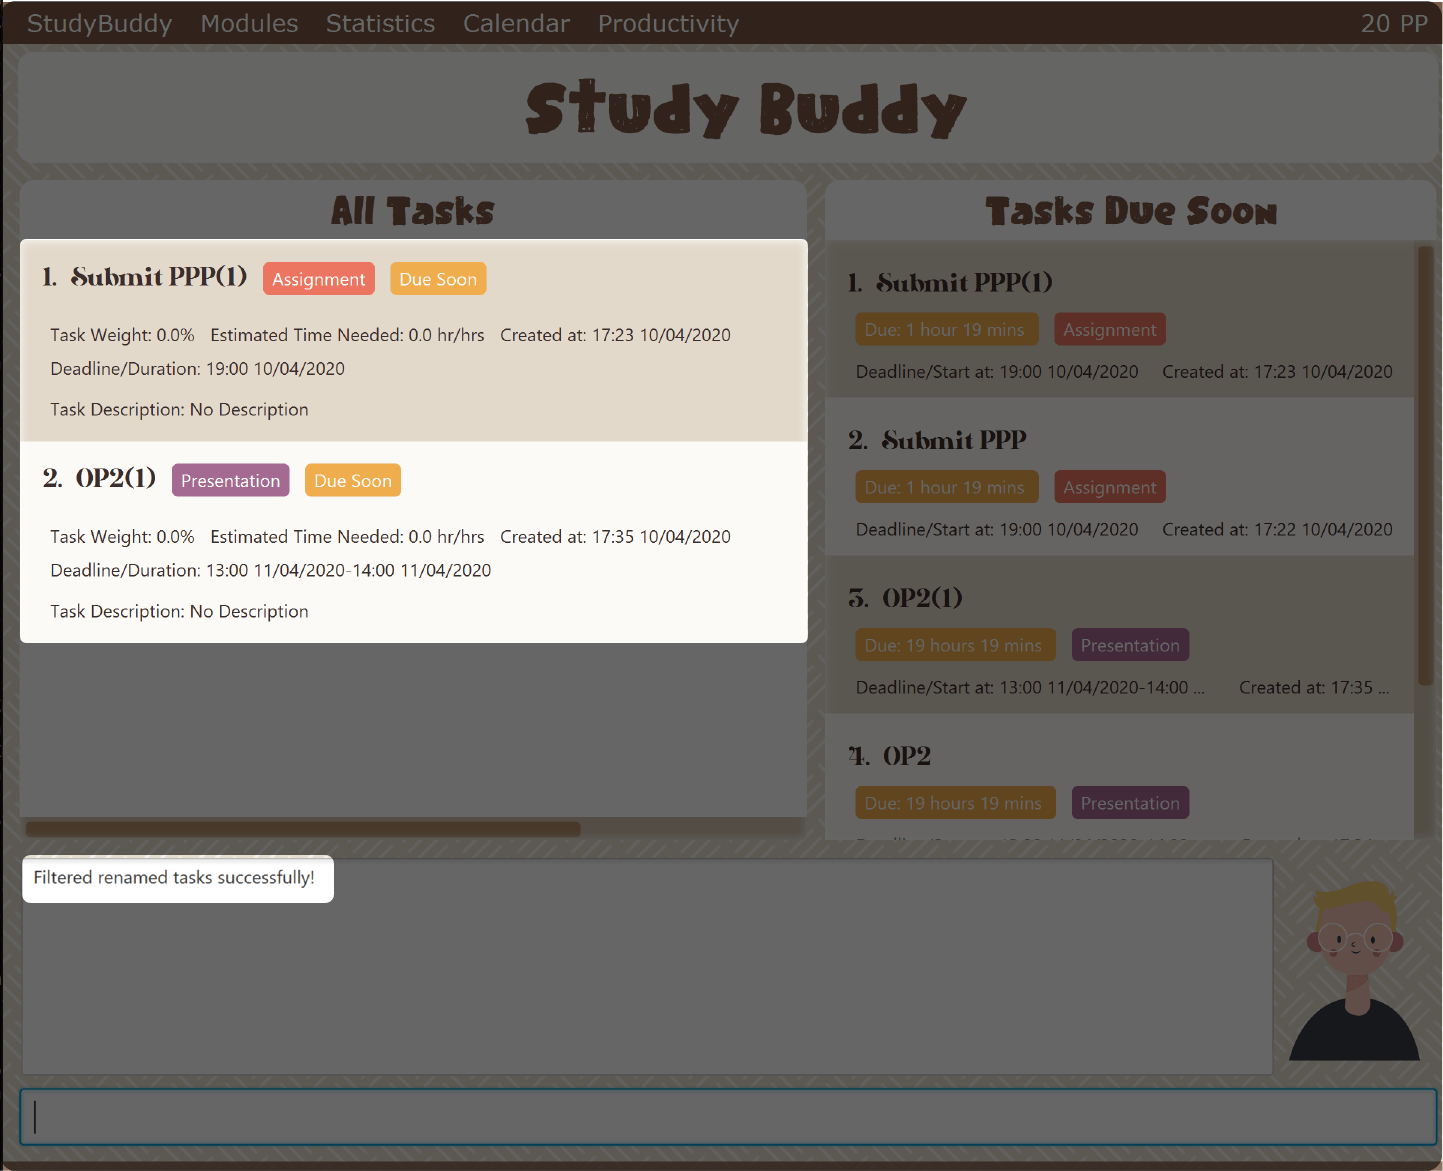 StudyBuddy Modules Statistics Calendar Productivity 20 PP
Study Buddy
All Tasks
1. Submit PPP(1) Assignment Due Soon
Task Weight: 0.0% Estimated Time Needed: 0.0 hr/hrs Created at: 17:23 10/04/2020
Deadline/Duration: 19:00 10/04/2020
Task Description: No Description
2. OP2(1) Presentation Due Soon
Task Weight: 0.0% Estimated Time Needed: 0.0 hr/hrs Created at: 17:35 10/04/2020
Deadline/Duration: 13:00 11/04/2020-14:00 11/04/2020
Task Description: No Description
Tasks Due Soon
1. Submit PPP(1)
Due: 1 hour 19 mins Assignment
Deadline/Start at: 19:00 10/04/2020 Created at: 17:23 10/04/2020
2. Submit PPP
Due: 1 hour 19 mins Assignment
Deadline/Start at: 19:00 10/04/2020 Created at: 17:22 10/04/2020
3. OP2(1)
Due: 19 hours 19 mins Presentation
Deadline/Start at: 13:00 11/04/2020-14:00 ... Created at: 17:35 ...
4. OP2
Due: 19 hours 19 mins Presentation
Filtered renamed tasks successfully!